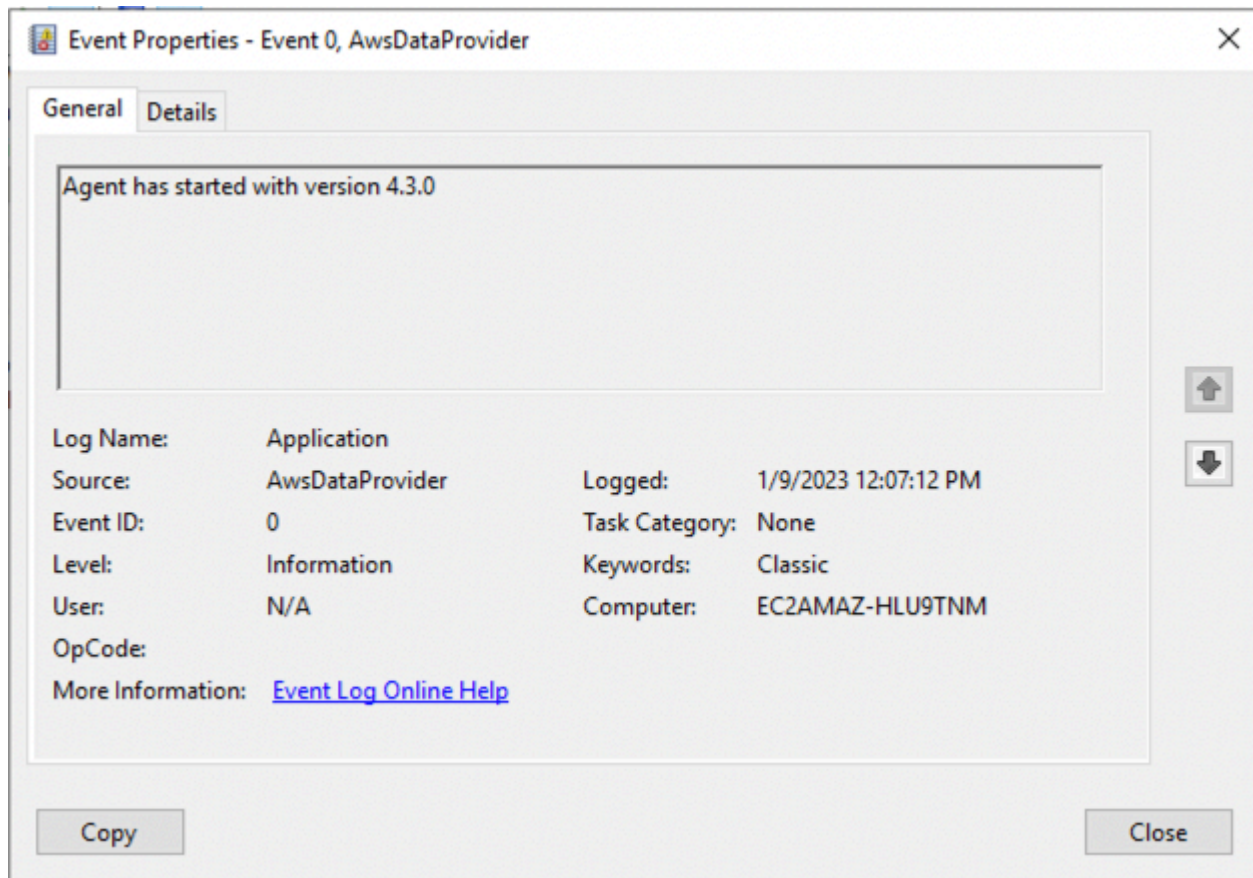 Event Properties - Event 0, AwsDataProvider
General Details
Agent has started with version 4.3.0
Log Name: Application
Source: AwsDataProvider Logged: 1/9/2023 12:07:12 PM
Event ID: 0 Task Category: None
Level: Information Keywords: Classic
User: N/A Computer: EC2AMAZ-HLU9TNM
OpCode:
More Information: Event Log Online Help
Copy Close